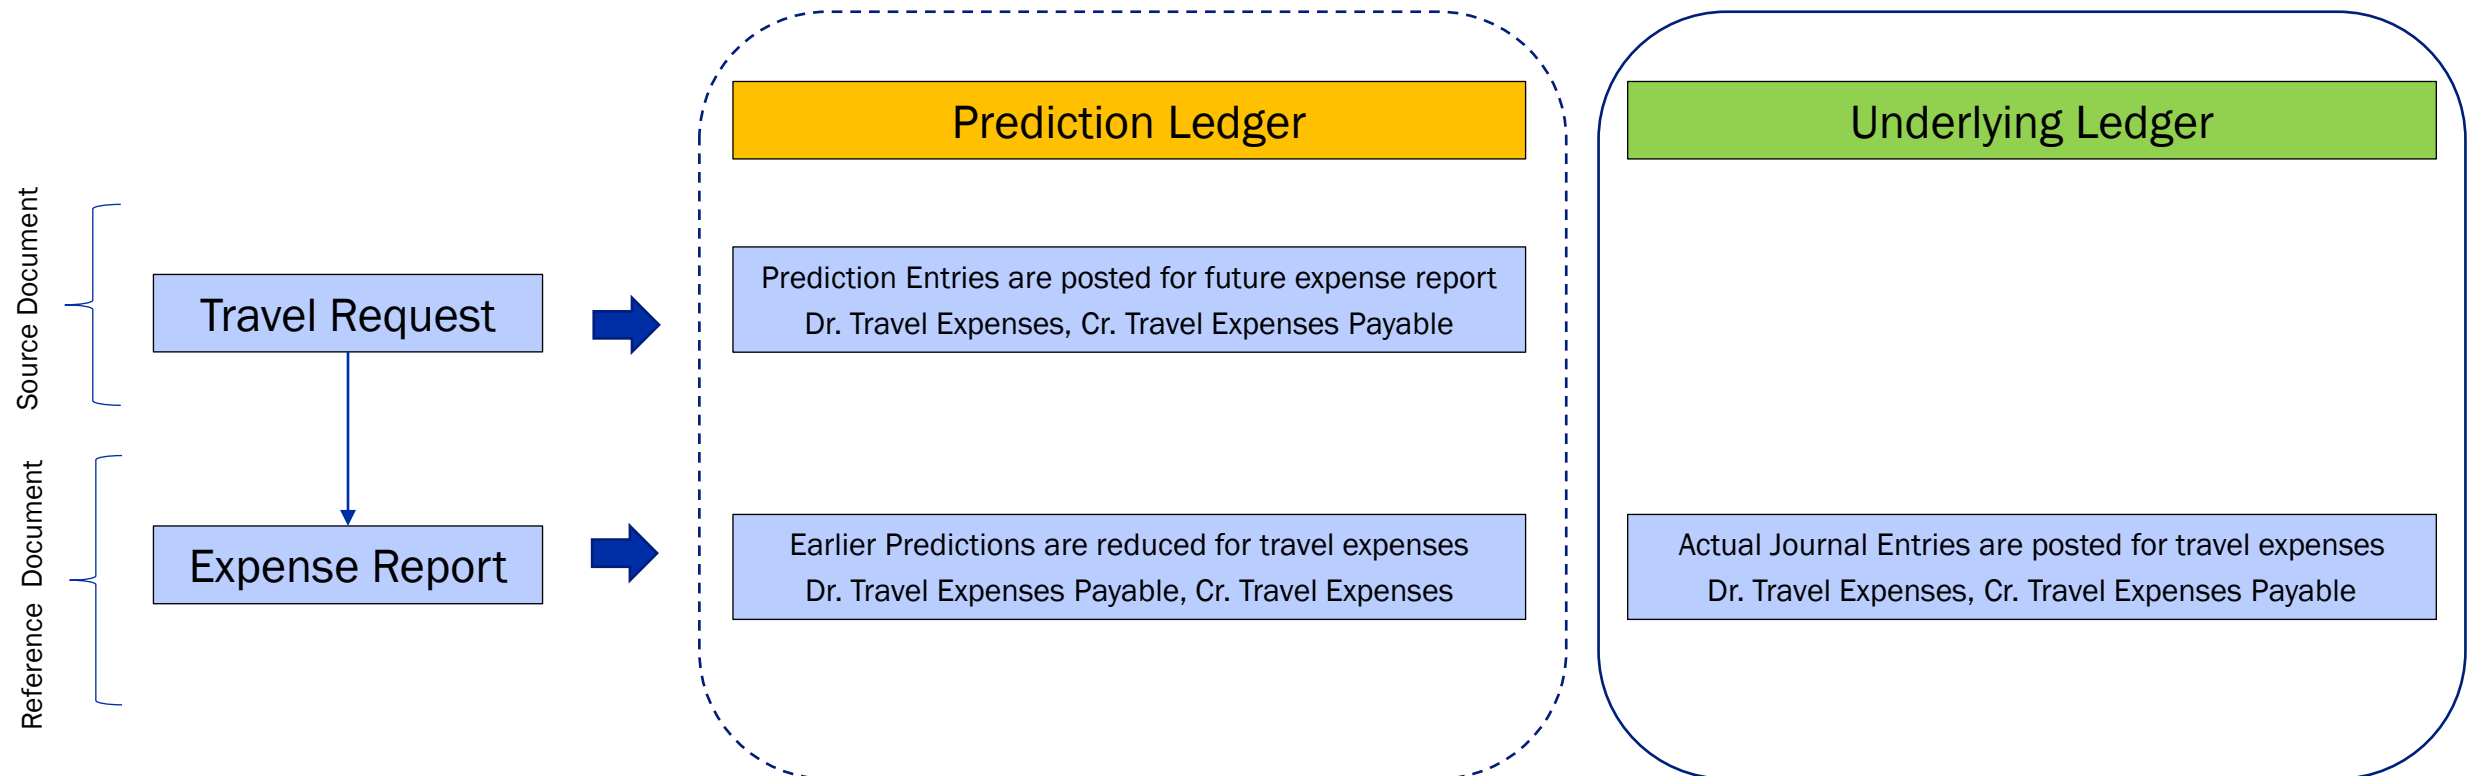 Prediction Ledger
Underlying Ledger
Source Document
Travel Request
Prediction Entries are posted for future expense report
Dr. Travel Expenses, Cr. Travel Expenses Payable
Reference Document
Expense Report
Earlier Predictions are reduced for travel expenses
Dr. Travel Expenses Payable, Cr. Travel Expenses
Actual Journal Entries are posted for travel expenses
Dr. Travel Expenses, Cr. Travel Expenses Payable